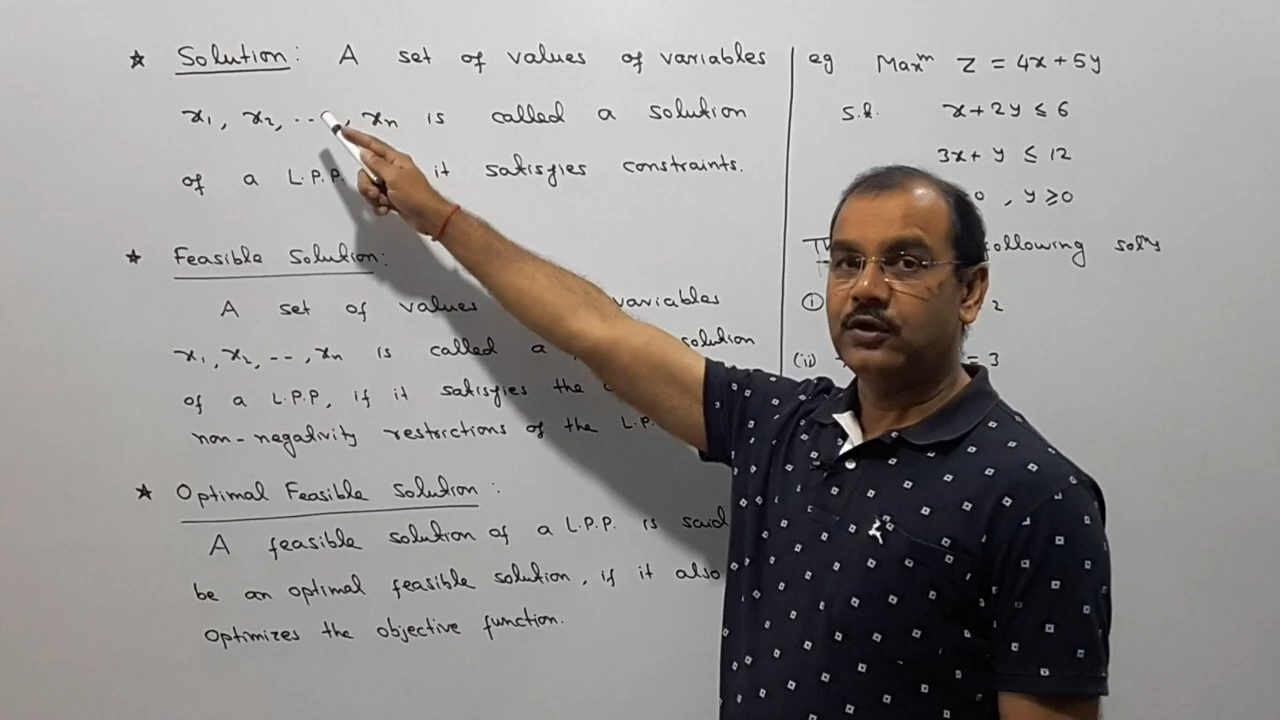 ★ Solution: A set of values of variables
x₁, x₂, --, xₙ is called a solution
of a L.P.P. it satisfies constraints.
★ Feasible Solution:
A set of values variables
x₁, x₂, --, xₙ is called a solution
of a L.P.P, if it satisfies the
non-negativity restrictions of the L.P.
★ Optimal Feasible Solution:
A feasible solution of a L.P.P. is said
be an optimal feasible solution, if it also
Optimizes the objective function.
eg Maxᵐ Z = 4x + 5y
s.t. x + 2y ≤ 6
3x + y ≤ 12
0, y ≥ 0
following solⁿs
(i) 2
(ii) = 3